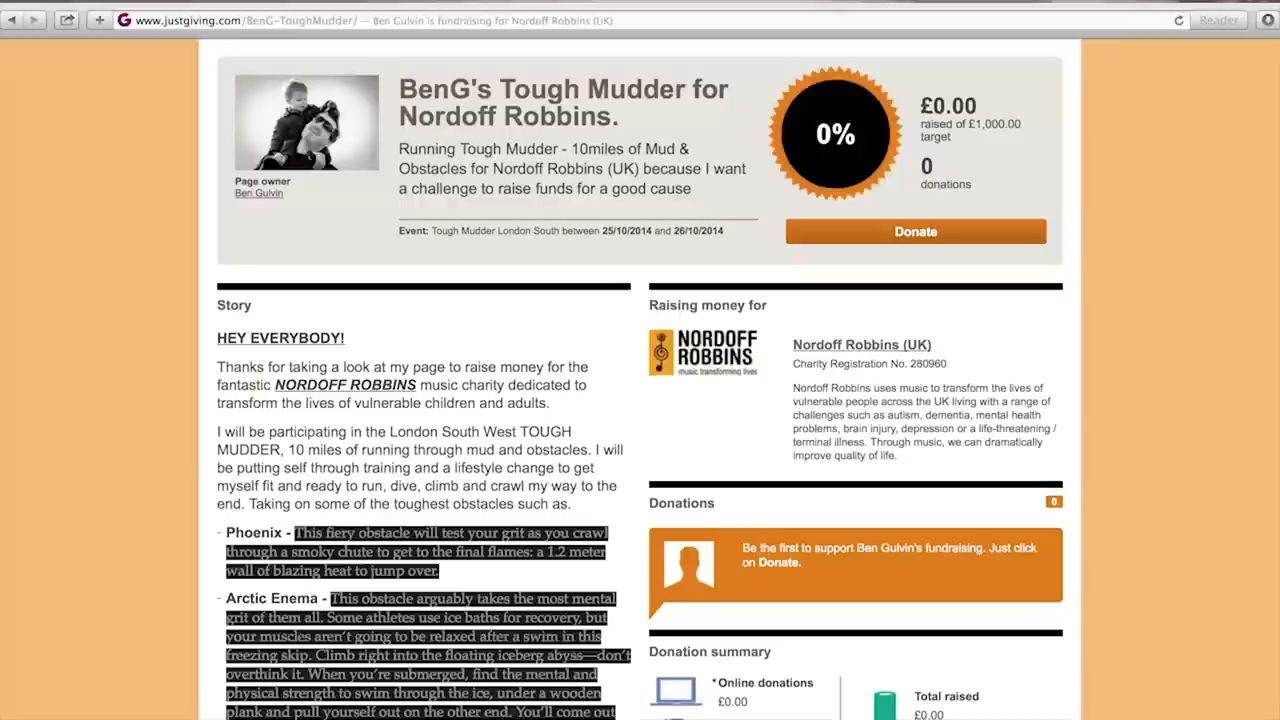 www.justgiving.com/BenG-ToughMudder/ — Ben Gulvin is fundraising for Nordoff Robbins (UK)
Reader
BenG's Tough Mudder for
Nordoff Robbins.
Running Tough Mudder - 10miles of Mud &
Obstacles for Nordoff Robbins (UK) because I want
a challenge to raise funds for a good cause
Page owner
Ben Gulvin
Event: Tough Mudder London South between 25/10/2014 and 26/10/2014
0%
£0.00
raised of £1,000.00
target
0
donations
Donate
Story
HEY EVERYBODY!
Thanks for taking a look at my page to raise money for the
fantastic NORDOFF ROBBINS music charity dedicated to
transform the lives of vulnerable children and adults.
I will be participating in the London South West TOUGH
MUDDER, 10 miles of running through mud and obstacles. I will
be putting self through training and a lifestyle change to get
myself fit and ready to run, dive, climb and crawl my way to the
end. Taking on some of the toughest obstacles such as.
- Phoenix - This fiery obstacle will test your grit as you crawl
through a smoky chute to get to the final flames: a 1.2 meter
wall of blazing heat to jump over.
- Arctic Enema - This obstacle arguably takes the most mental
grit of them all. Some athletes use ice baths for recovery, but
your muscles aren't going to be relaxed after a swim in this
freezing skip. Climb right into the floating iceberg abyss—don't
overthink it. When you're submerged, find the mental and
physical strength to swim through the ice, under a wooden
plank and pull yourself out on the other end. You'll come out
Raising money for
NORDOFF
ROBBINS
music transforming lives
Nordoff Robbins (UK)
Charity Registration No. 280960
Nordoff Robbins uses music to transform the lives of
vulnerable people across the UK living with a range of
challenges such as autism, dementia, mental health
problems, brain injury, depression or a life-threatening /
terminal illness. Through music, we can dramatically
improve quality of life.
Donations
0
Be the first to support Ben Gulvin's fundraising. Just click
on Donate.
Donation summary
*Online donations
£0.00
Total raised
£0.00